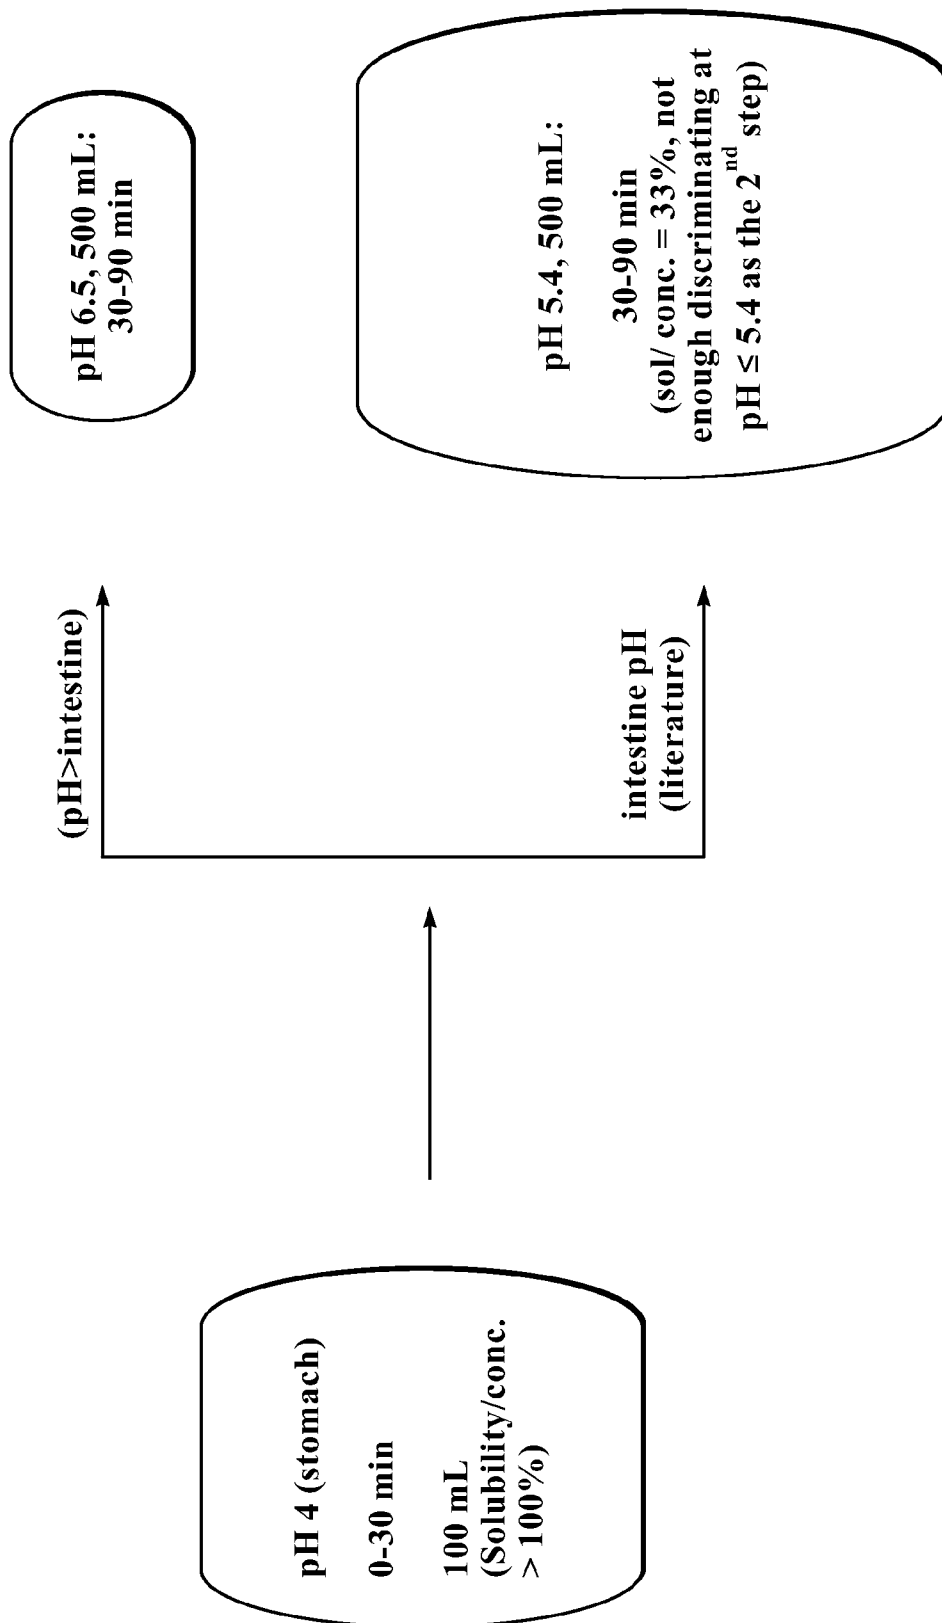 pH 4 (stomach)
0-30 min
100 mL
(Solubility/conc.
> 100%)
(pH>intestine)
pH 6.5, 500 mL:
30-90 min
intestine pH
(literature)
pH 5.4, 500 mL:
30-90 min
(sol/ conc. = 33%, not
enough discriminating at
pH ≤ 5.4 as the 2nd step)